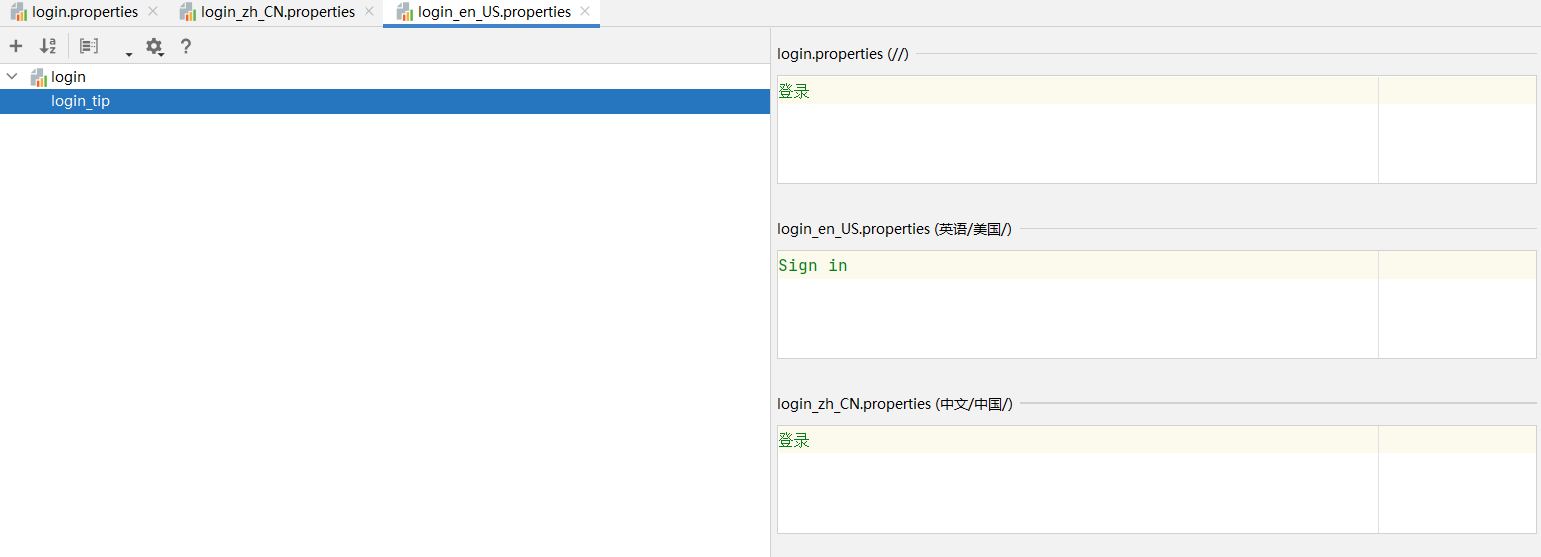 login.properties
login_zh_CN.properties
login_en_US.properties
login
login_tip
login.properties (//)
登录
login_en_US.properties (英语/美国/)
Sign in
login_zh_CN.properties (中文/中国/)
登录